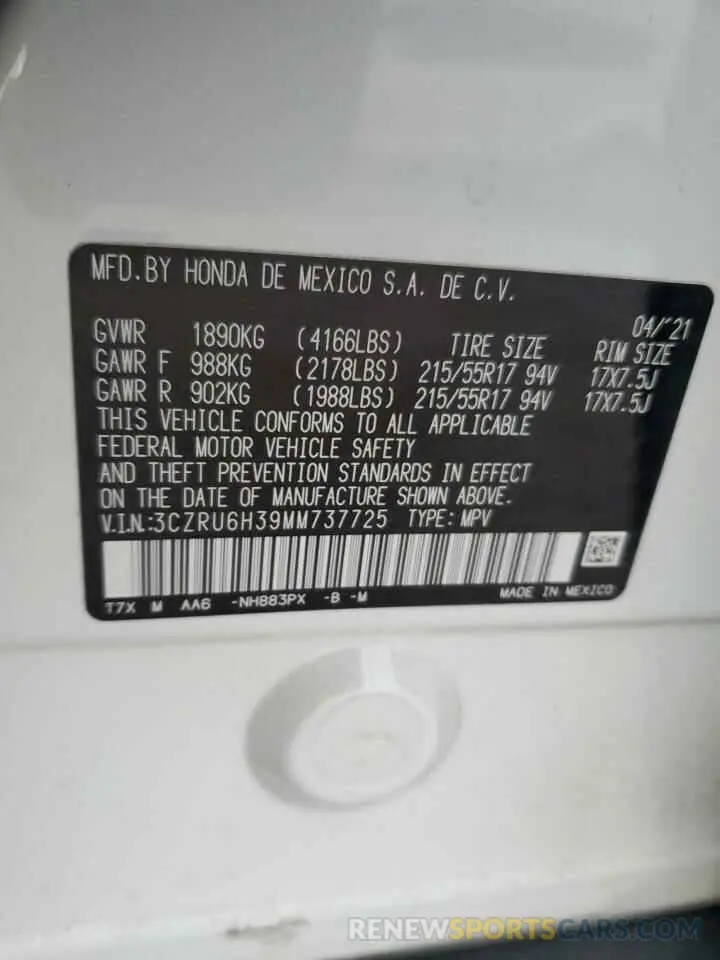 MFD.BY HONDA DE MEXICO S.A. DE C.V.
04/'21
GVWR 1890KG (4166LBS) TIRE SIZE RIM SIZE
GAWR F 988KG (2178LBS) 215/55R17 94V 17X7.5J
GAWR R 902KG (1988LBS) 215/55R17 94V 17X7.5J
THIS VEHICLE CONFORMS TO ALL APPLICABLE
FEDERAL MOTOR VEHICLE SAFETY
AND THEFT PREVENTION STANDARDS IN EFFECT
ON THE DATE OF MANUFACTURE SHOWN ABOVE.
V.I.N.:3CZRU6H39MM737725 TYPE: MPV
T7X M AA6 -NH883PX -B -M MADE IN MEXICO
RENEWSPORTSCARS.COM